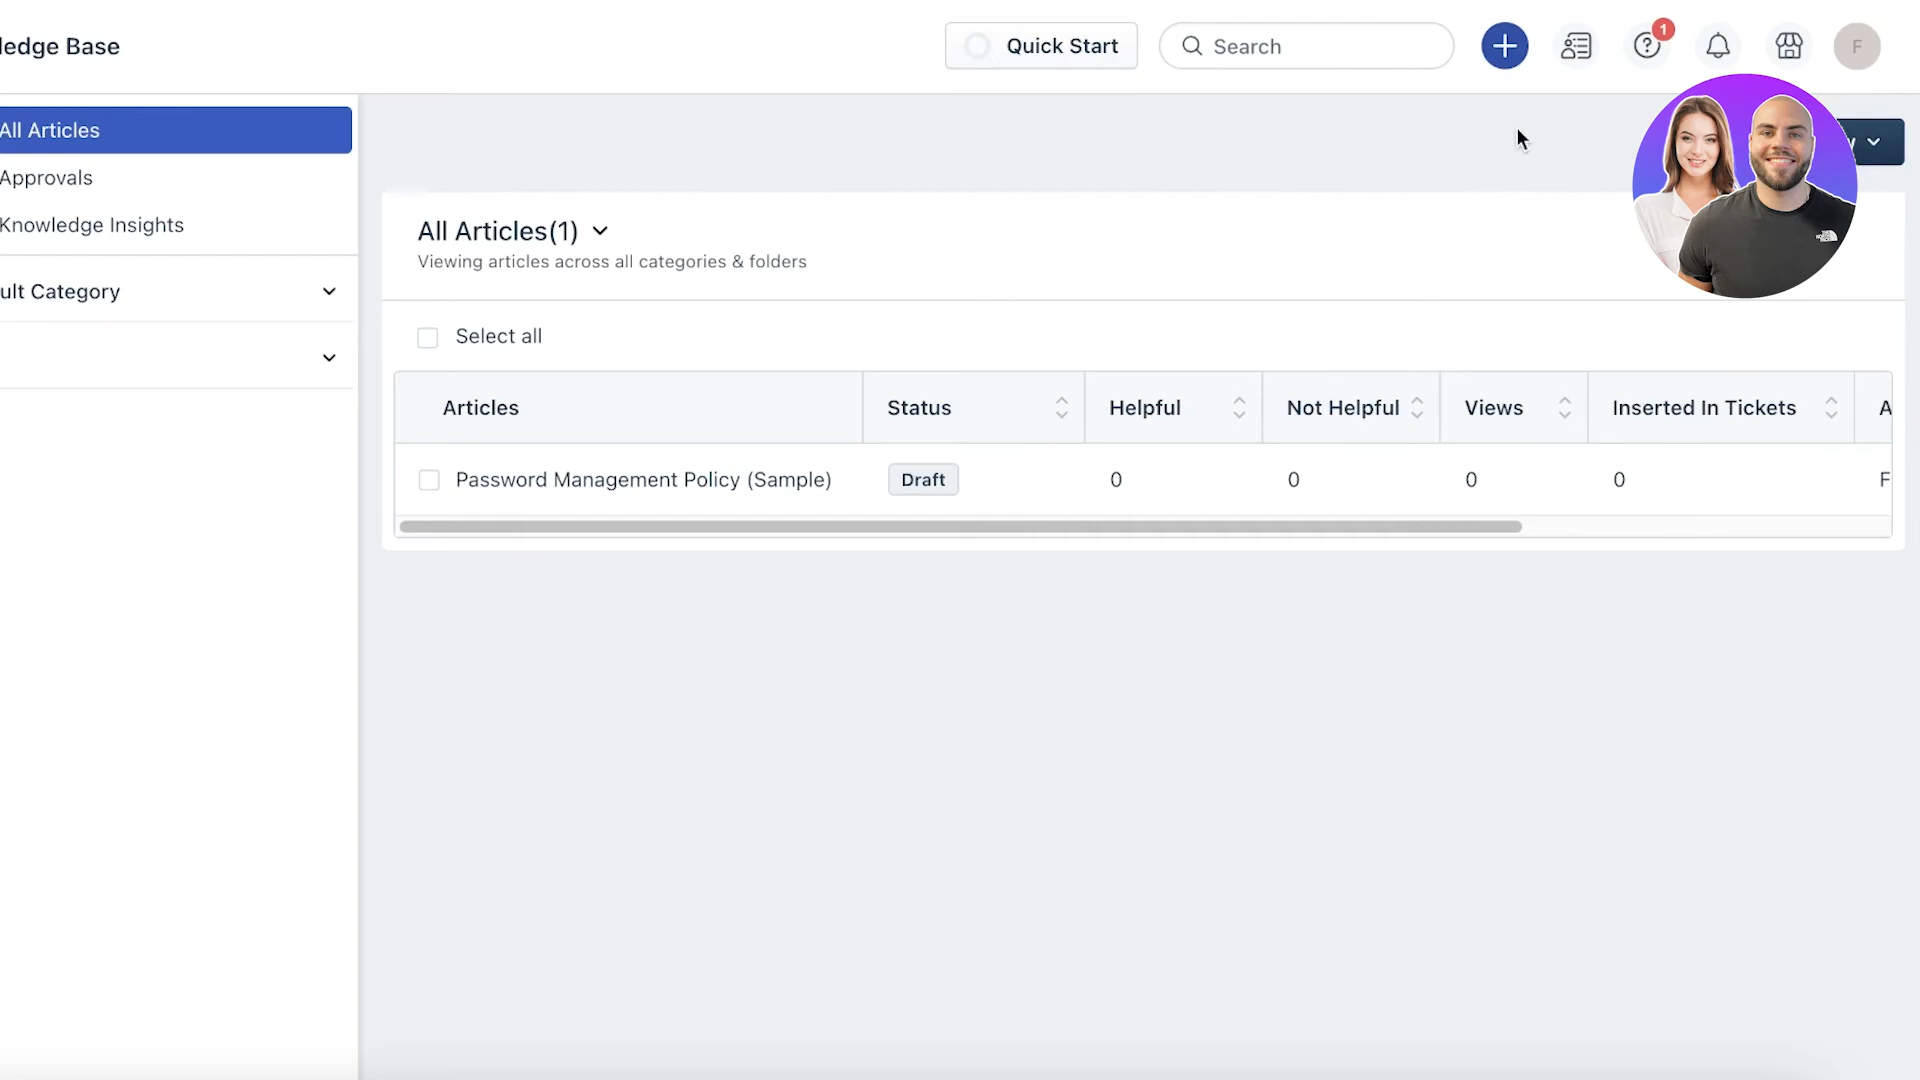 ledge Base
Quick Start
Search
1
F
All Articles
Approvals
Knowledge Insights
ult Category
All Articles(1)
Viewing articles across all categories & folders
Select all
Articles Status Helpful Not Helpful Views Inserted In Tickets A
Password Management Policy (Sample) Draft 0 0 0 0 F